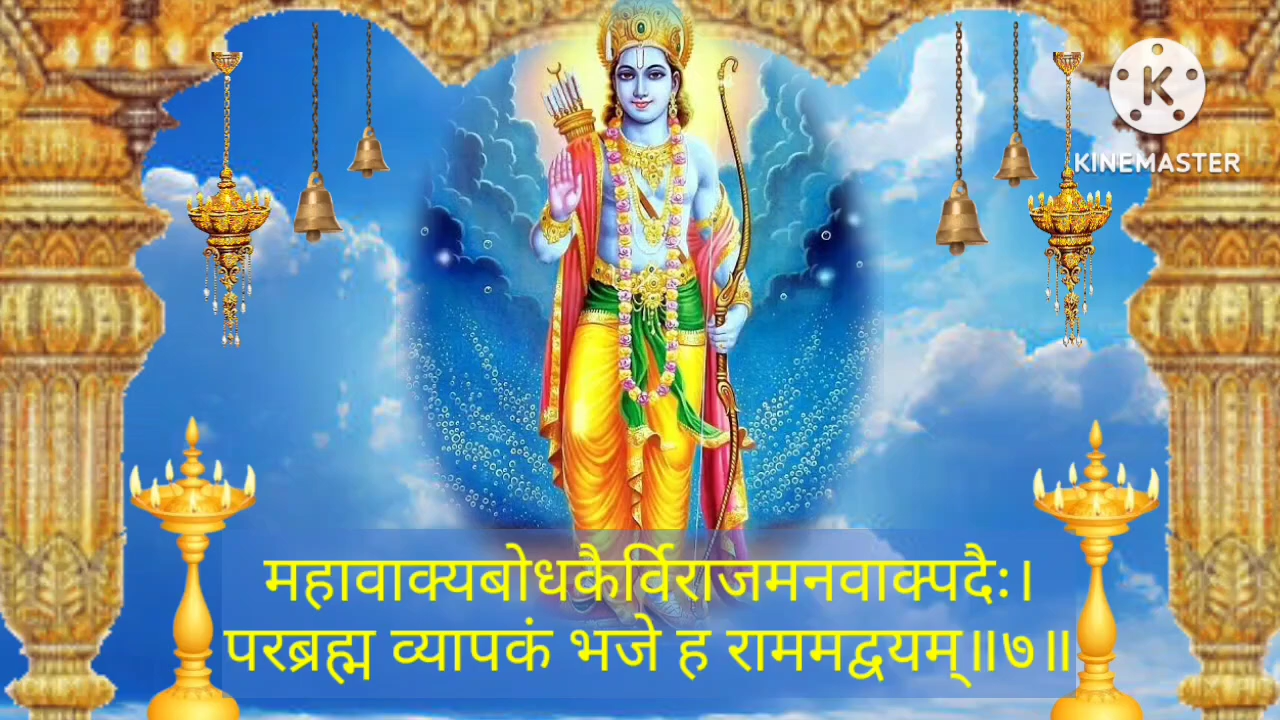 KINEMASTER
महावाक्यबोधकैर्विराजमनवाक्पदैः।
परब्रह्म व्यापकं भजे ह राममद्वयम्॥७॥